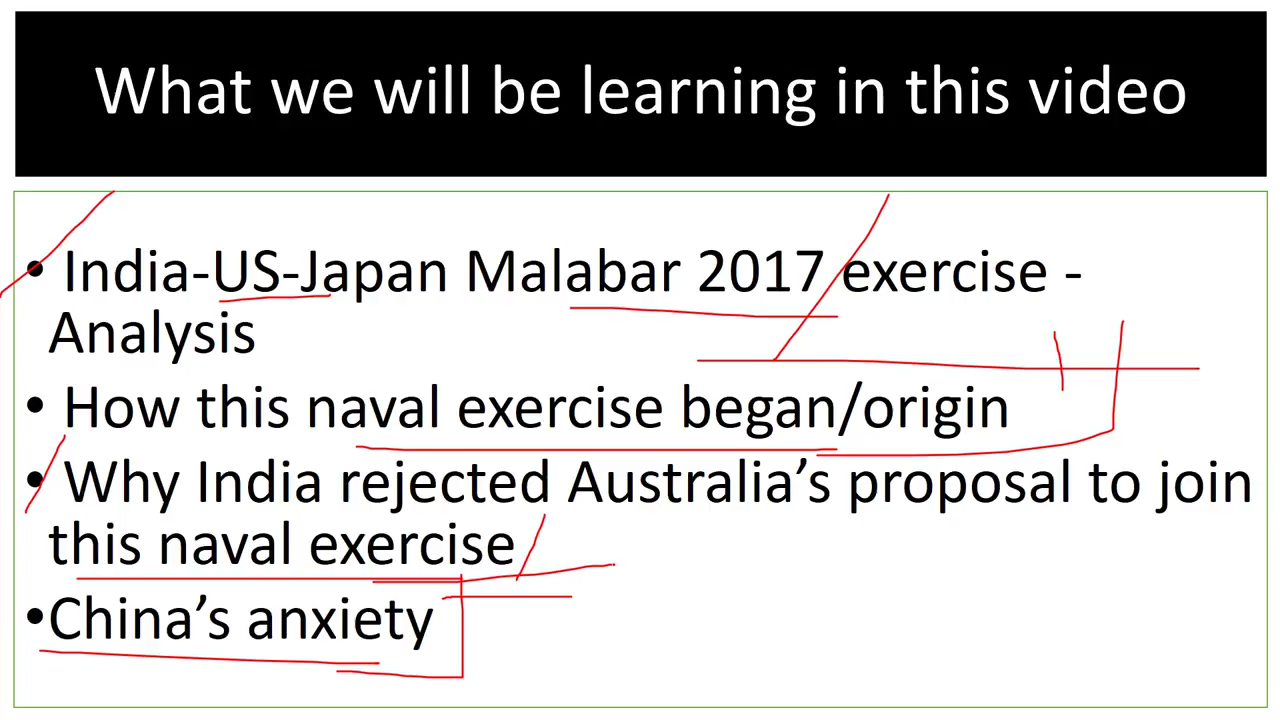 What we will be learning in this video
• India-US-Japan Malabar 2017 exercise -
Analysis
• How this naval exercise began/origin
• Why India rejected Australia’s proposal to join
this naval exercise
•China’s anxiety